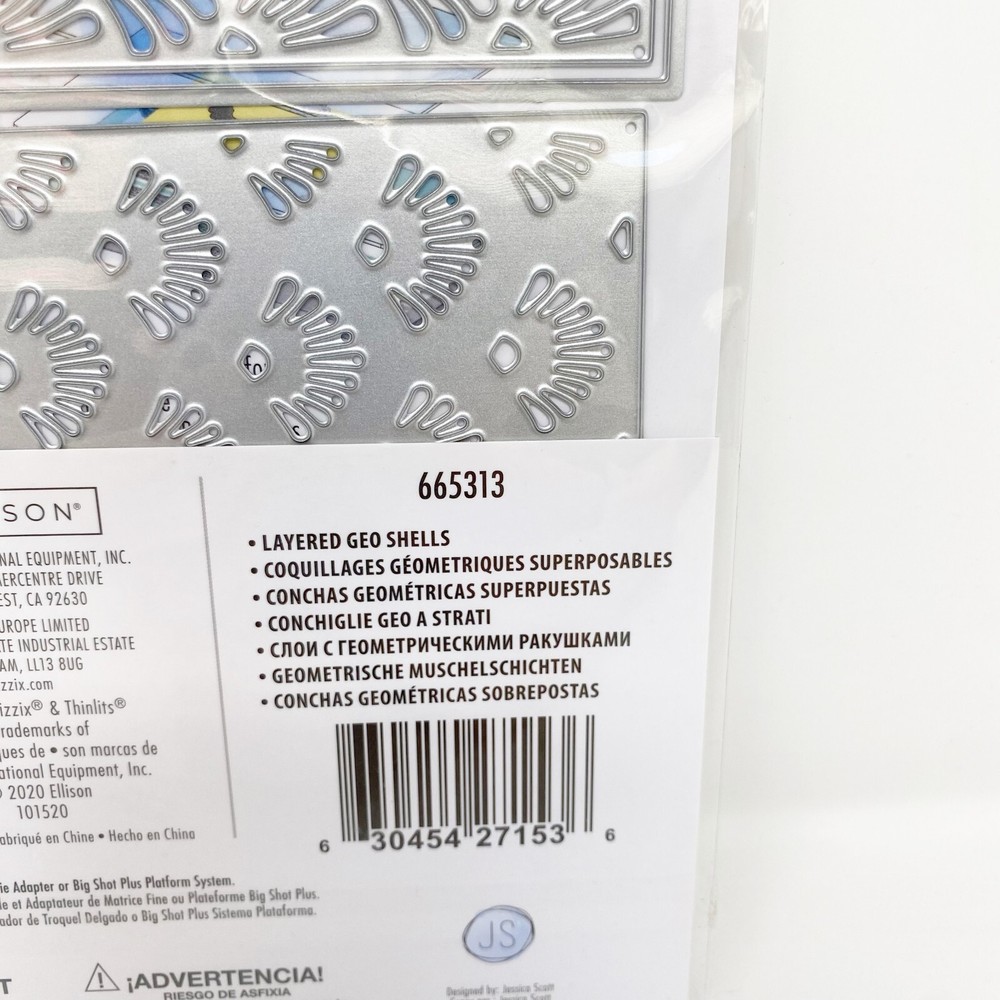 665313
• LAYERED GEO SHELLS
• COQUILLAGES GÉOMETRIQUES SUPERPOSABLES
• CONCHAS GEOMÉTRICAS SUPERPUESTAS
• CONCHIGLIE GEO A STRATI
• СЛОИ С ГЕОМЕТРИЧЕСКИМИ РАКУШКАМИ
• GEOMETRISCHE MUSCHELSCHICHTEN
• CONCHAS GEOMÉTRICAS SOBREPOSTAS
6 30454 27153 6
SON®
NAL EQUIPMENT, INC.
ERCENTRE DRIVE
EST, CA 92630
UROPE LIMITED
TE INDUSTRIAL ESTATE
AM, LL13 8UG
zzix.com
izzix® & Thinlits®
rademarks of
ques de • son marcas de
ational Equipment, Inc.
2020 Ellison
101520
abriqué en Chine • Hecho en China
ie Adapter or Big Shot Plus Platform System.
le et Adaptateur de Matrice Fine ou Plateforme Big Shot Plus.
ador de Troquel Delgado o Big Shot Plus Sistema Plataforma.
T
¡ADVERTENCIA!
RIESGO DE ASFIXIA
JS
Designed by: Jessica Scott